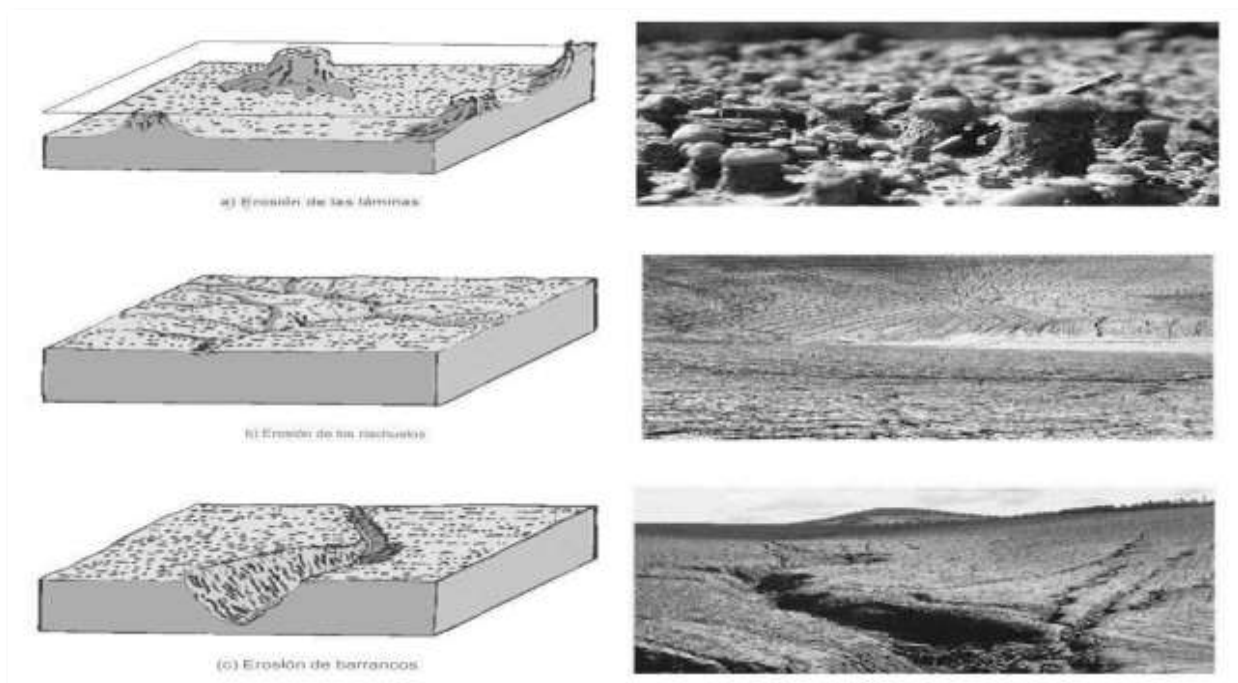 a) Erosión de las láminas
b) Erosión de los riachuelos
(c) Erosión de barrancos